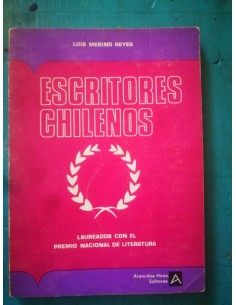 LUIS MERINO REYES
ESCRITORES
CHILENOS
LAUREADOS CON EL
PREMIO NACIONAL DE LITERATURA
Arancibia Hnos
Editores